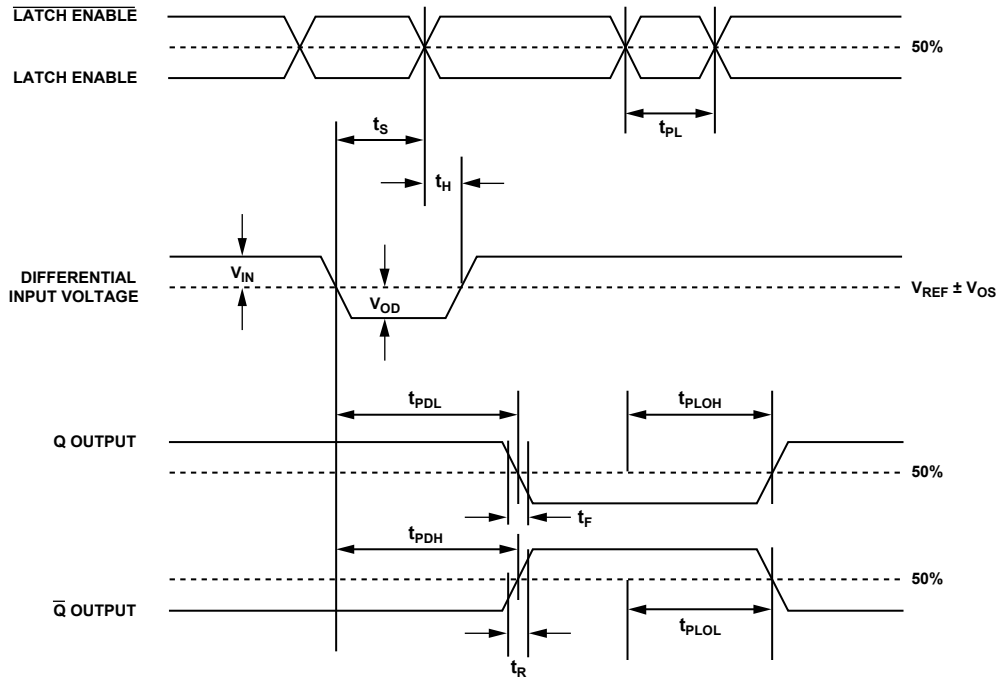 LATCH ENABLE
50%
LATCH ENABLE
tS
tPL
tH
VIN
DIFFERENTIAL
INPUT VOLTAGE
VOD
VREF ± VOS
tPDL
tPLOH
Q OUTPUT
50%
tF
tPDH
50%
Q̅ OUTPUT
tPLOL
tR